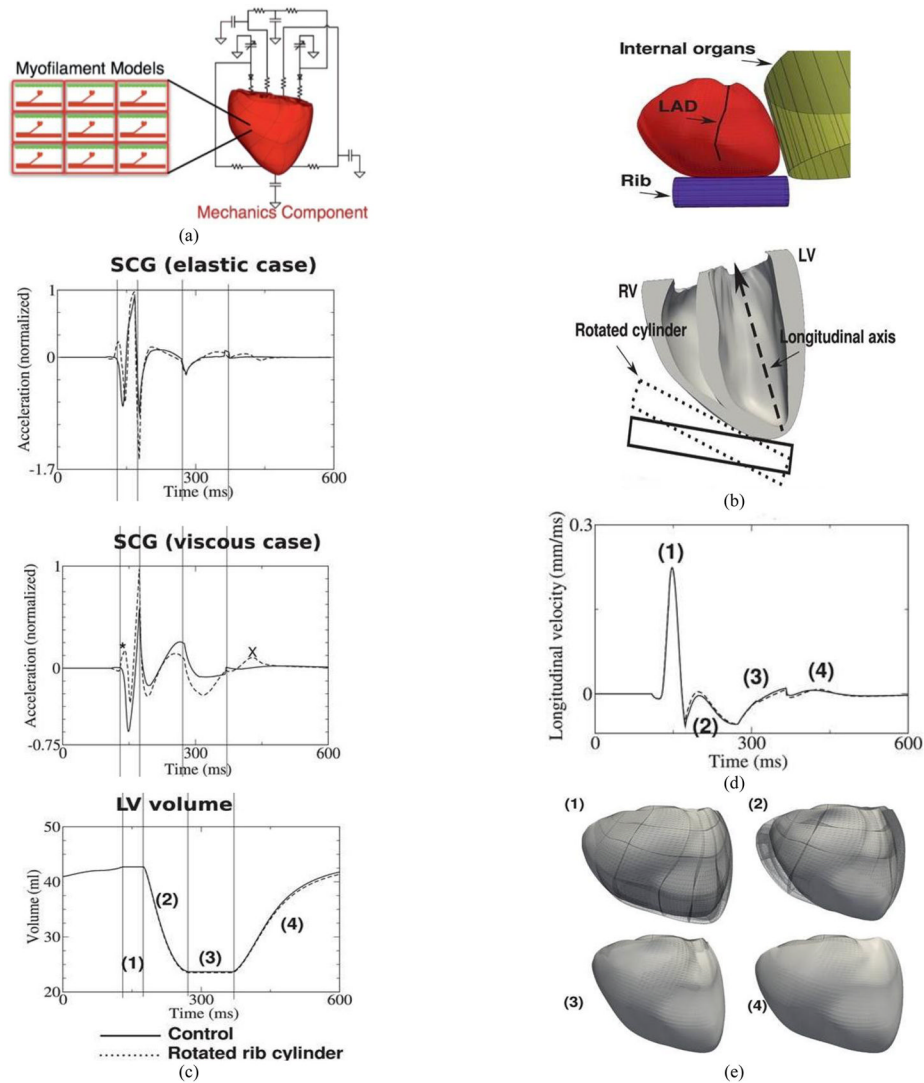 Myofilament Models
Mechanics Component
(a)
Internal organs
LAD
Rib
LV
RV
Rotated cylinder
Longitudinal axis
(b)
SCG (elastic case)
Acceleration (normalized)
1
0
-1.7
0
300
600
Time (ms)
SCG (viscous case)
Acceleration (normalized)
1
0
-0.75
*
X
0
300
600
Time (ms)
LV volume
Volume (ml)
50
40
30
20
(1)
(2)
(3)
(4)
0
300
600
Time (ms)
Control
Rotated rib cylinder
(c)
Longitudinal velocity (mm/ms)
0.3
0
(1)
(2)
(3)
(4)
0
300
600
Time (ms)
(d)
(1)
(2)
(3)
(4)
(e)